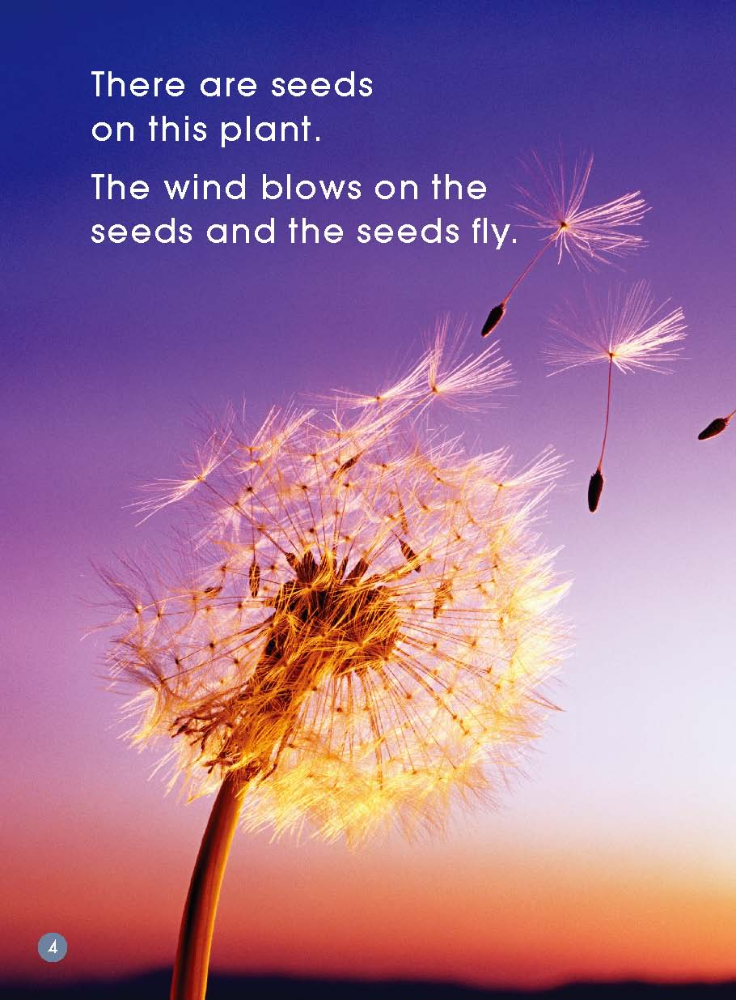 There are seeds
on this plant.
The wind blows on the
seeds and the seeds fly.
4